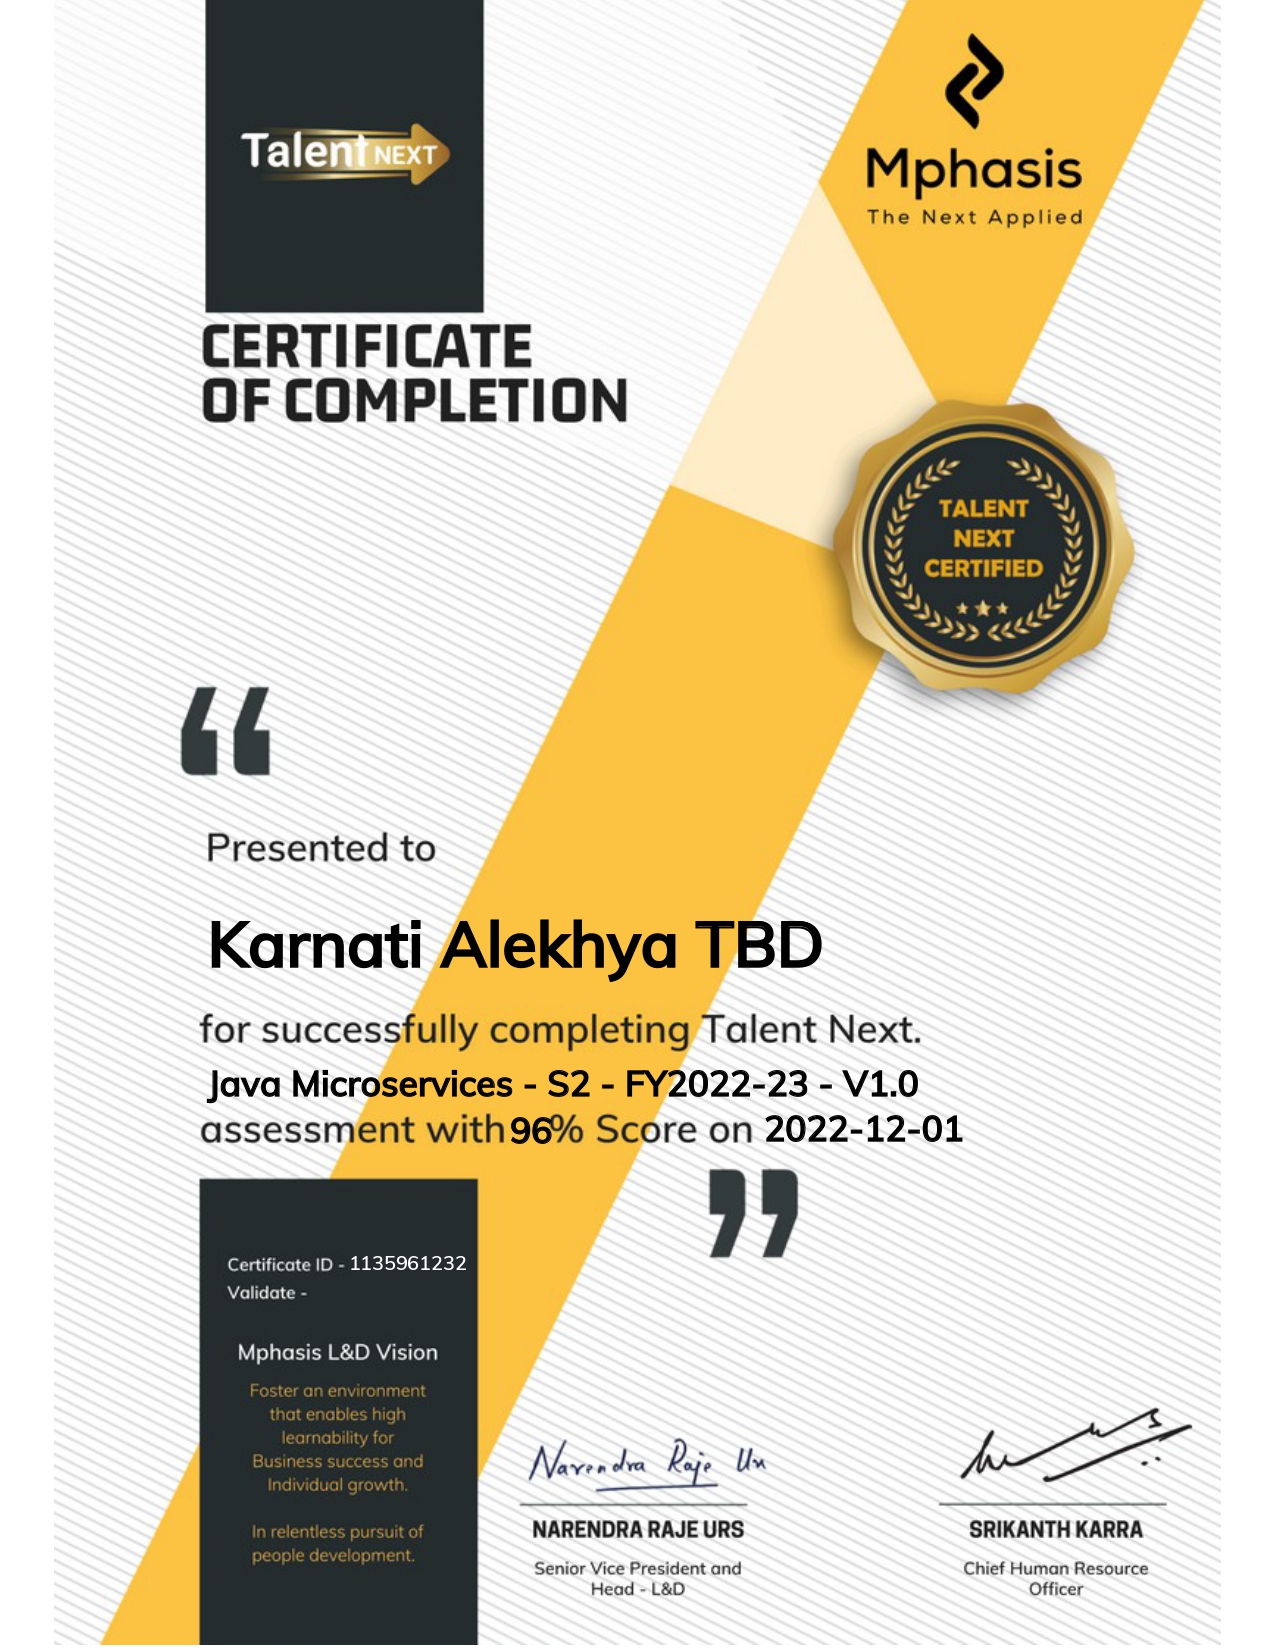 Talent NEXT
Mphasis
The Next Applied
CERTIFICATE
OF COMPLETION
TALENT
NEXT
CERTIFIED
“
Presented to
Karnati Alekhya TBD
for successfully completing Talent Next.
Java Microservices - S2 - FY2022-23 - V1.0
assessment with 96% Score on 2022-12-01
”
Certificate ID - 1135961232
Validate -
Mphasis L&D Vision
Foster an environment
that enables high
learnability for
Business success and
Individual growth.
In relentless pursuit of
people development.
Narendra Raje Urs
NARENDRA RAJE URS
Senior Vice President and
Head - L&D
SRIKANTH KARRA
Chief Human Resource
Officer